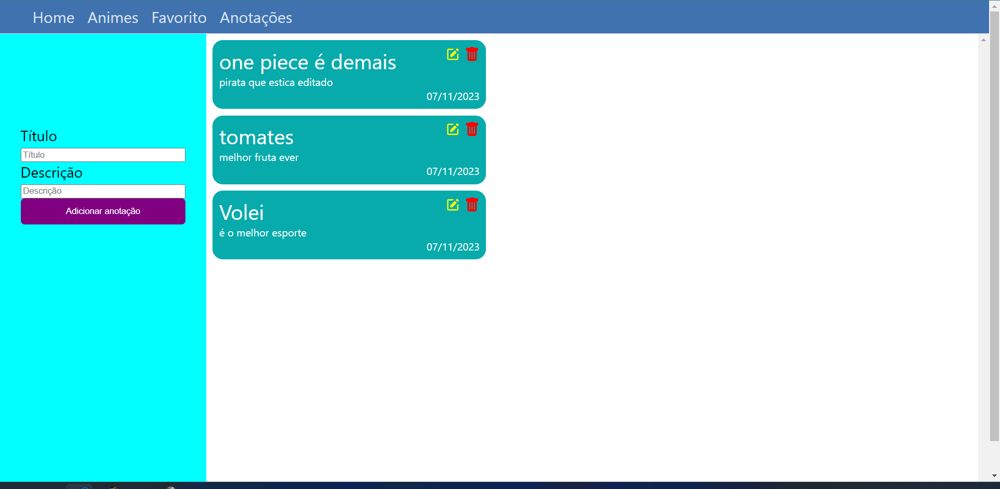 Home Animes Favorito Anotações
Título
Título
Descrição
Descrição
Adicionar anotação
one piece é demais
pirata que estica editado
07/11/2023
tomates
melhor fruta ever
07/11/2023
Volei
é o melhor esporte
07/11/2023